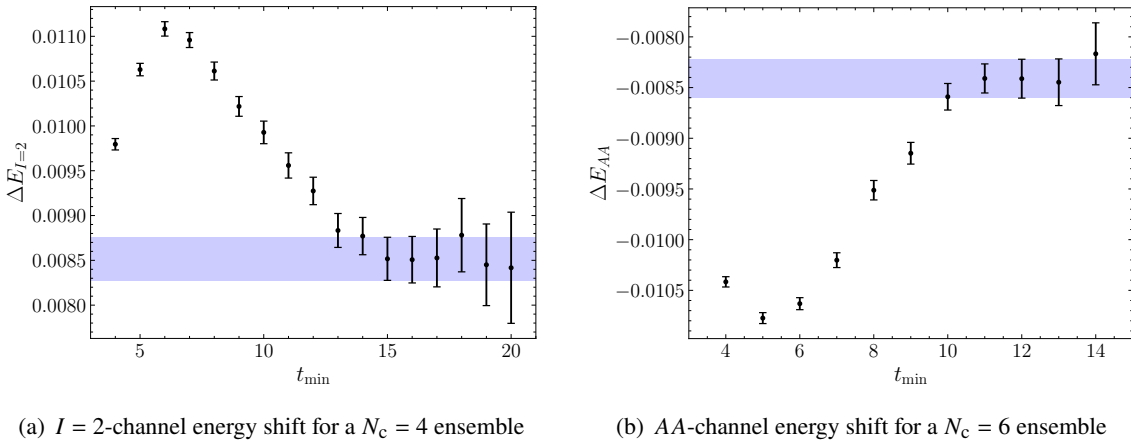 0.0110
0.0105
0.0100
0.0095
0.0090
0.0085
0.0080
ΔE_{I=2}
5 10 15 20
t_min
−0.0080
−0.0085
−0.0090
−0.0095
−0.0100
−0.0105
ΔE_{AA}
4 6 8 10 12 14
t_min
(a) I = 2-channel energy shift for a N_c = 4 ensemble
(b) AA-channel energy shift for a N_c = 6 ensemble